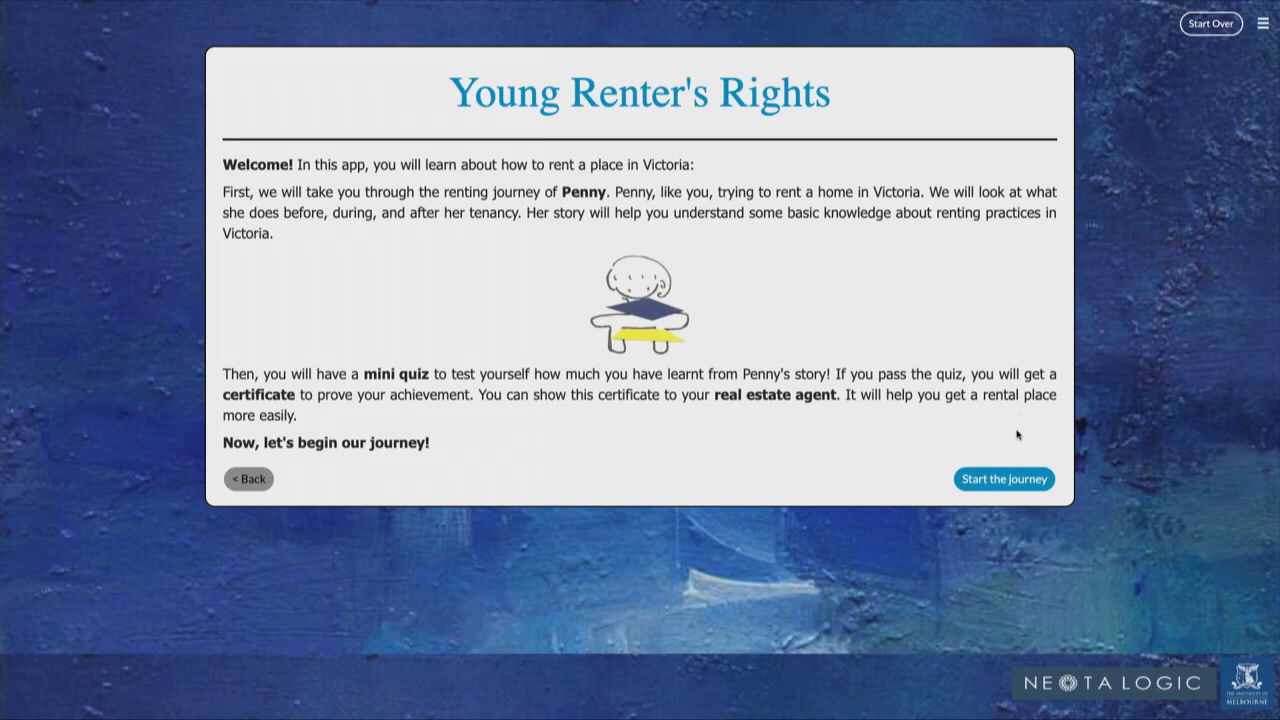 Start Over
Young Renter's Rights
Welcome! In this app, you will learn about how to rent a place in Victoria:
First, we will take you through the renting journey of Penny. Penny, like you, trying to rent a home in Victoria. We will look at what
she does before, during, and after her tenancy. Her story will help you understand some basic knowledge about renting practices in
Victoria.
Then, you will have a mini quiz to test yourself how much you have learnt from Penny's story! If you pass the quiz, you will get a
certificate to prove your achievement. You can show this certificate to your real estate agent. It will help you get a rental place
more easily.
Now, let's begin our journey!
< Back
Start the journey
NEOTA LOGIC
THE UNIVERSITY OF
MELBOURNE